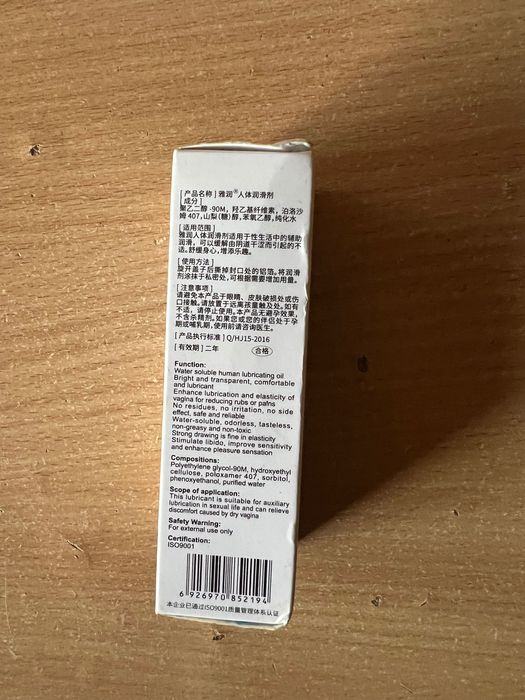 [ 产品名称 ] 雅润®人体润滑剂
[ 成分 ]
聚乙二醇 -90M，羟乙基纤维素，泊洛沙
姆 407,山梨(糖)醇,苯氧乙醇,纯化水
[ 适用范围 ]
雅润人体润滑剂适用于性生活中的辅助
润滑，可以缓解由阴道干涩而引起的不
适。舒缓身心,增添乐趣。
[ 使用方法 ]
旋开盖子后撕掉封口处的铝箔。将润滑
剂涂抹于私密处,可根据需要增加用量。
[ 注意事项 ]
请避免本产品于眼睛、皮肤破损处或伤
口接触。请放置于远离孩童触及处。如有
不适，请停止使用。本产品无避孕效果,
不含杀精剂。如果您或您的伴侣处于孕
期或哺乳期,使用前请咨询医生。
[ 产品执行标准 ] Q/HJ15-2016
[ 有效期 ] 二年 合格
Function:
Water soluble human lubricating oil
Bright and transparent, comfortable
and lubricant
Enhance lubrication and elasticity of
vagina for reducing rubs or pafns
No residues, no irritation, no side
effect, safe and reliable
Water-soluble, odorless, tasteless,
non-greasy and non-toxic
Strong drawing is fine in elasticity
Stimulate libido, improve sensitivity
and enhance pleasure sensation
Compositions:
Polyethylene glycol-90M, hydroxyethyl
cellulose, poloxamer 407, sorbitol,
phenoxyethanol, purified water
Scope of application:
This lubricant is suitable for auxiliary
lubrication in sexual life and can relieve
discomfort caused by dry vagina
Safety Warning:
For external use only
Certification:
ISO9001
6 926970 852194
本企业已通过ISO9001质量管理体系认证